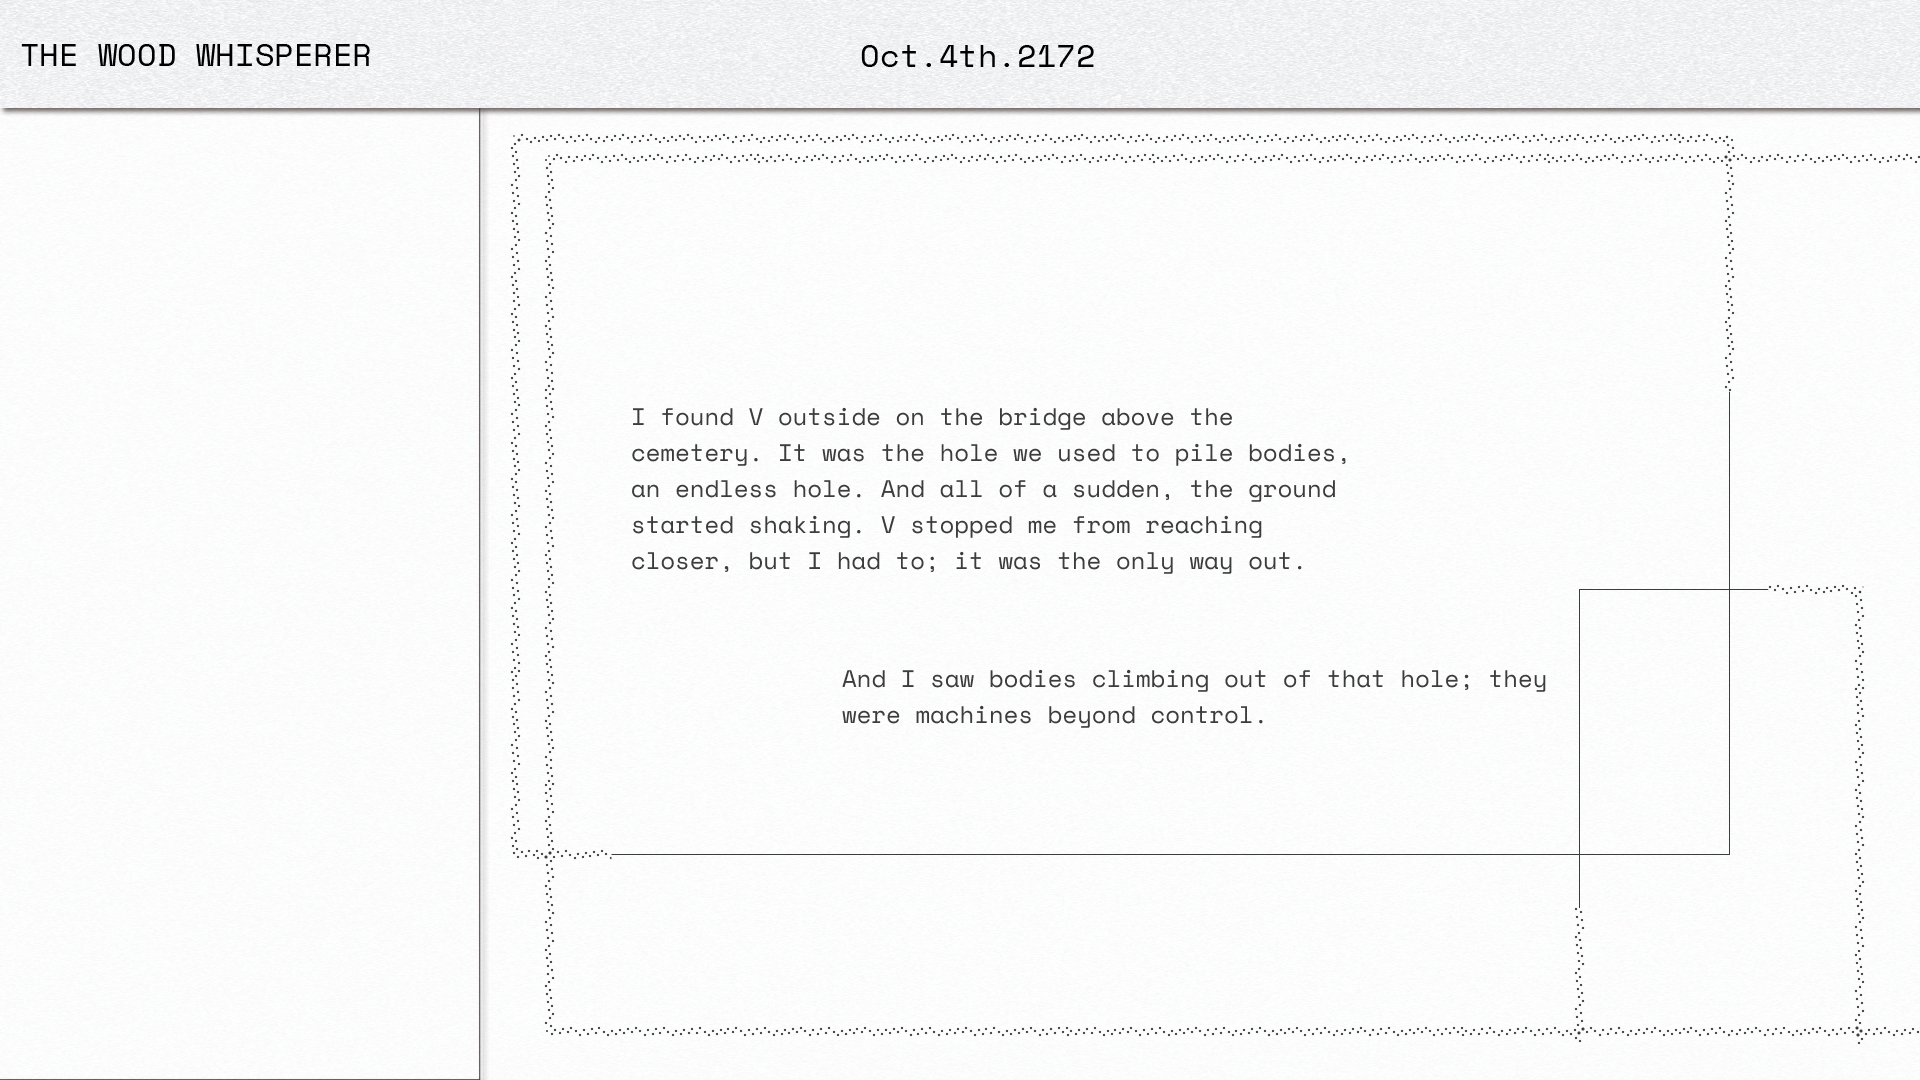 THE WOOD WHISPERER
Oct.4th.2172
I found V outside on the bridge above the
cemetery. It was the hole we used to pile bodies,
an endless hole. And all of a sudden, the ground
started shaking. V stopped me from reaching
closer, but I had to; it was the only way out.
And I saw bodies climbing out of that hole; they
were machines beyond control.